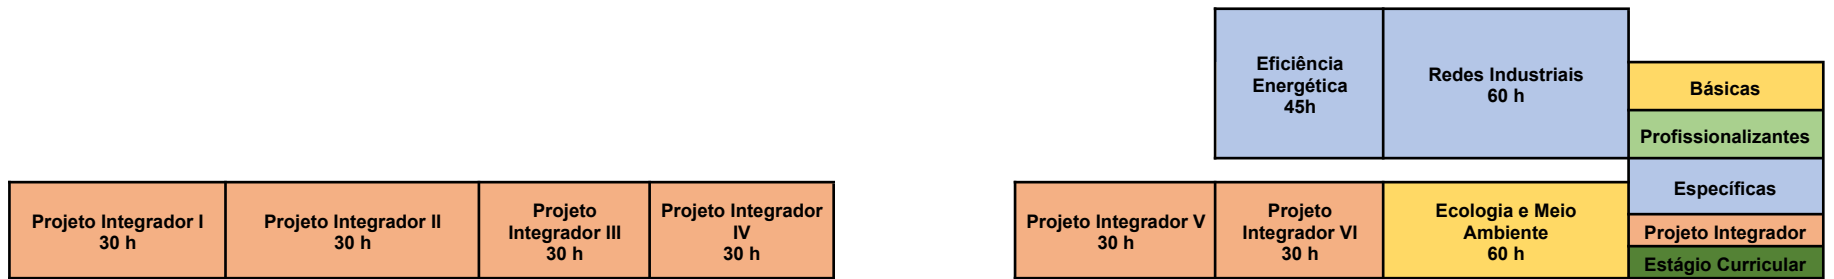 Eficiência
Energética
45h
Redes Industriais
60 h
Básicas
Profissionalizantes
Específicas
Projeto Integrador
Estágio Curricular
Projeto Integrador I
30 h
Projeto Integrador II
30 h
Projeto
Integrador III
30 h
Projeto Integrador
IV
30 h
Projeto Integrador V
30 h
Projeto
Integrador VI
30 h
Ecologia e Meio
Ambiente
60 h